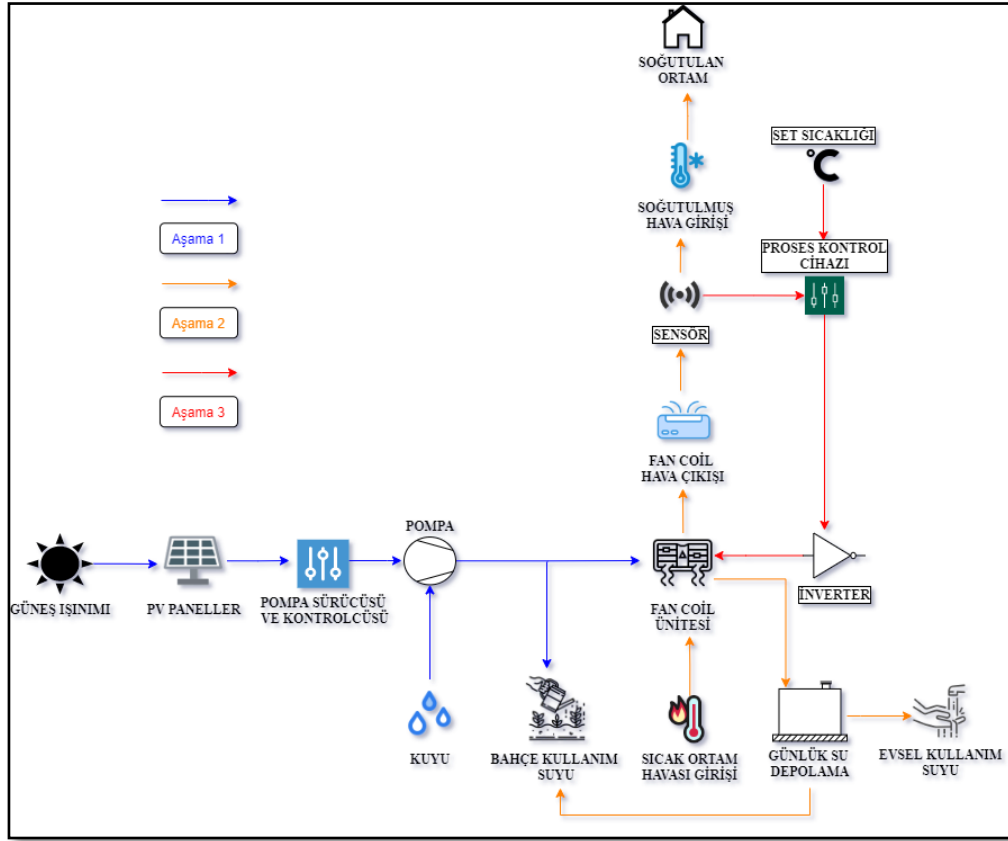 SOĞUTULAN
ORTAM
SET SICAKLIĞI
°C
SOĞUTULMUŞ
HAVA GİRİŞİ
Aşama 1
PROSES KONTROL
CİHAZI
Aşama 2
SENSÖR
Aşama 3
FAN COİL
HAVA ÇIKIŞI
POMPA
GÜNEŞ IŞINIMI
PV PANELLER
POMPA SÜRÜCÜSÜ
VE KONTROLCÜSÜ
FAN COİL
ÜNİTESİ
İNVERTER
KUYU
BAHÇE KULLANIM
SUYU
SICAK ORTAM
HAVASI GİRİŞİ
GÜNLÜK SU
DEPOLAMA
EVSEL KULLANIM
SUYU